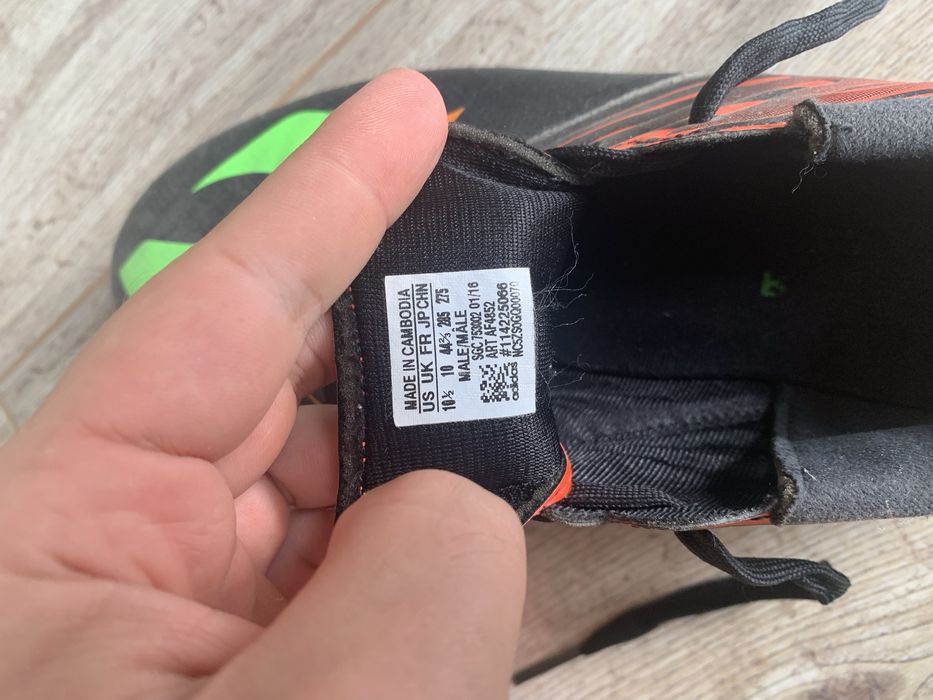 MADE IN CAMBODIA
US UK FR JP CHN
10½ 10 44⅔ 285 275
MALE/MÂLE
SGC 753002 01/16
ART AF4852
#114225066
adidas